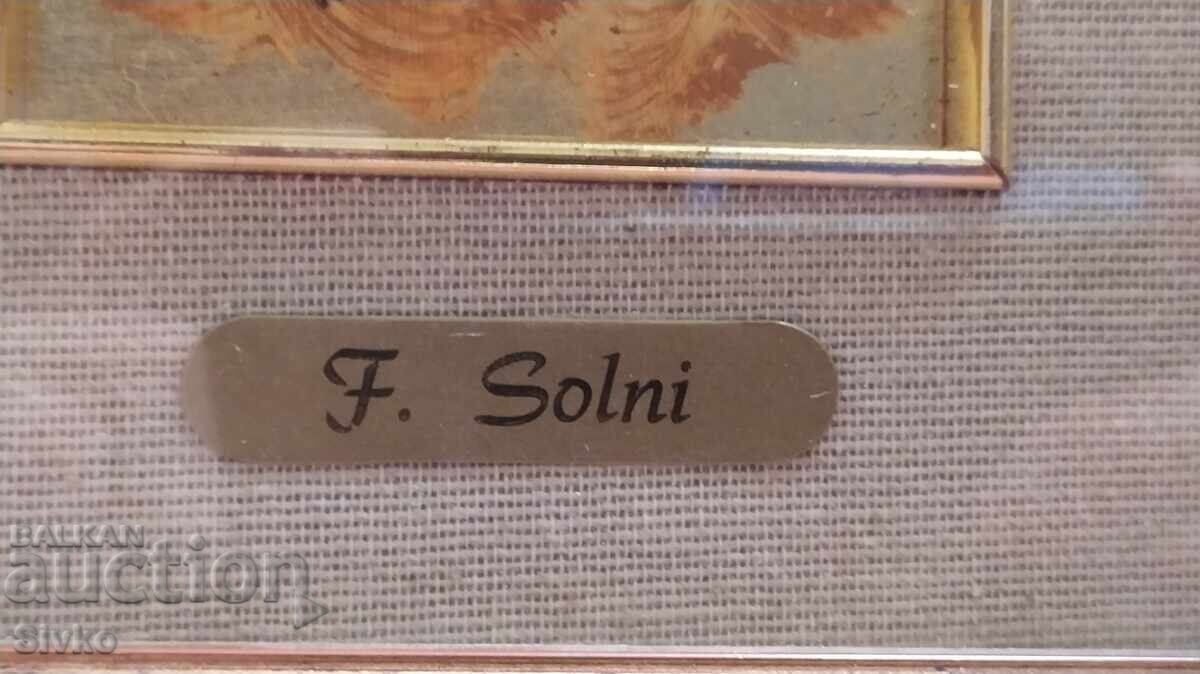 F. Solni
BALKAN
auction
Sivko